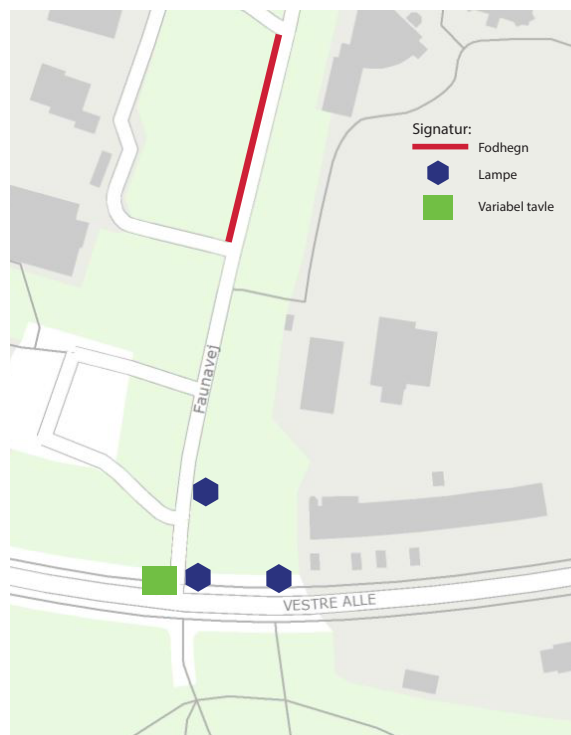 Signatur:
Fodhegn
Lampe
Variabel tavle
Faunavej
VESTRE ALLE